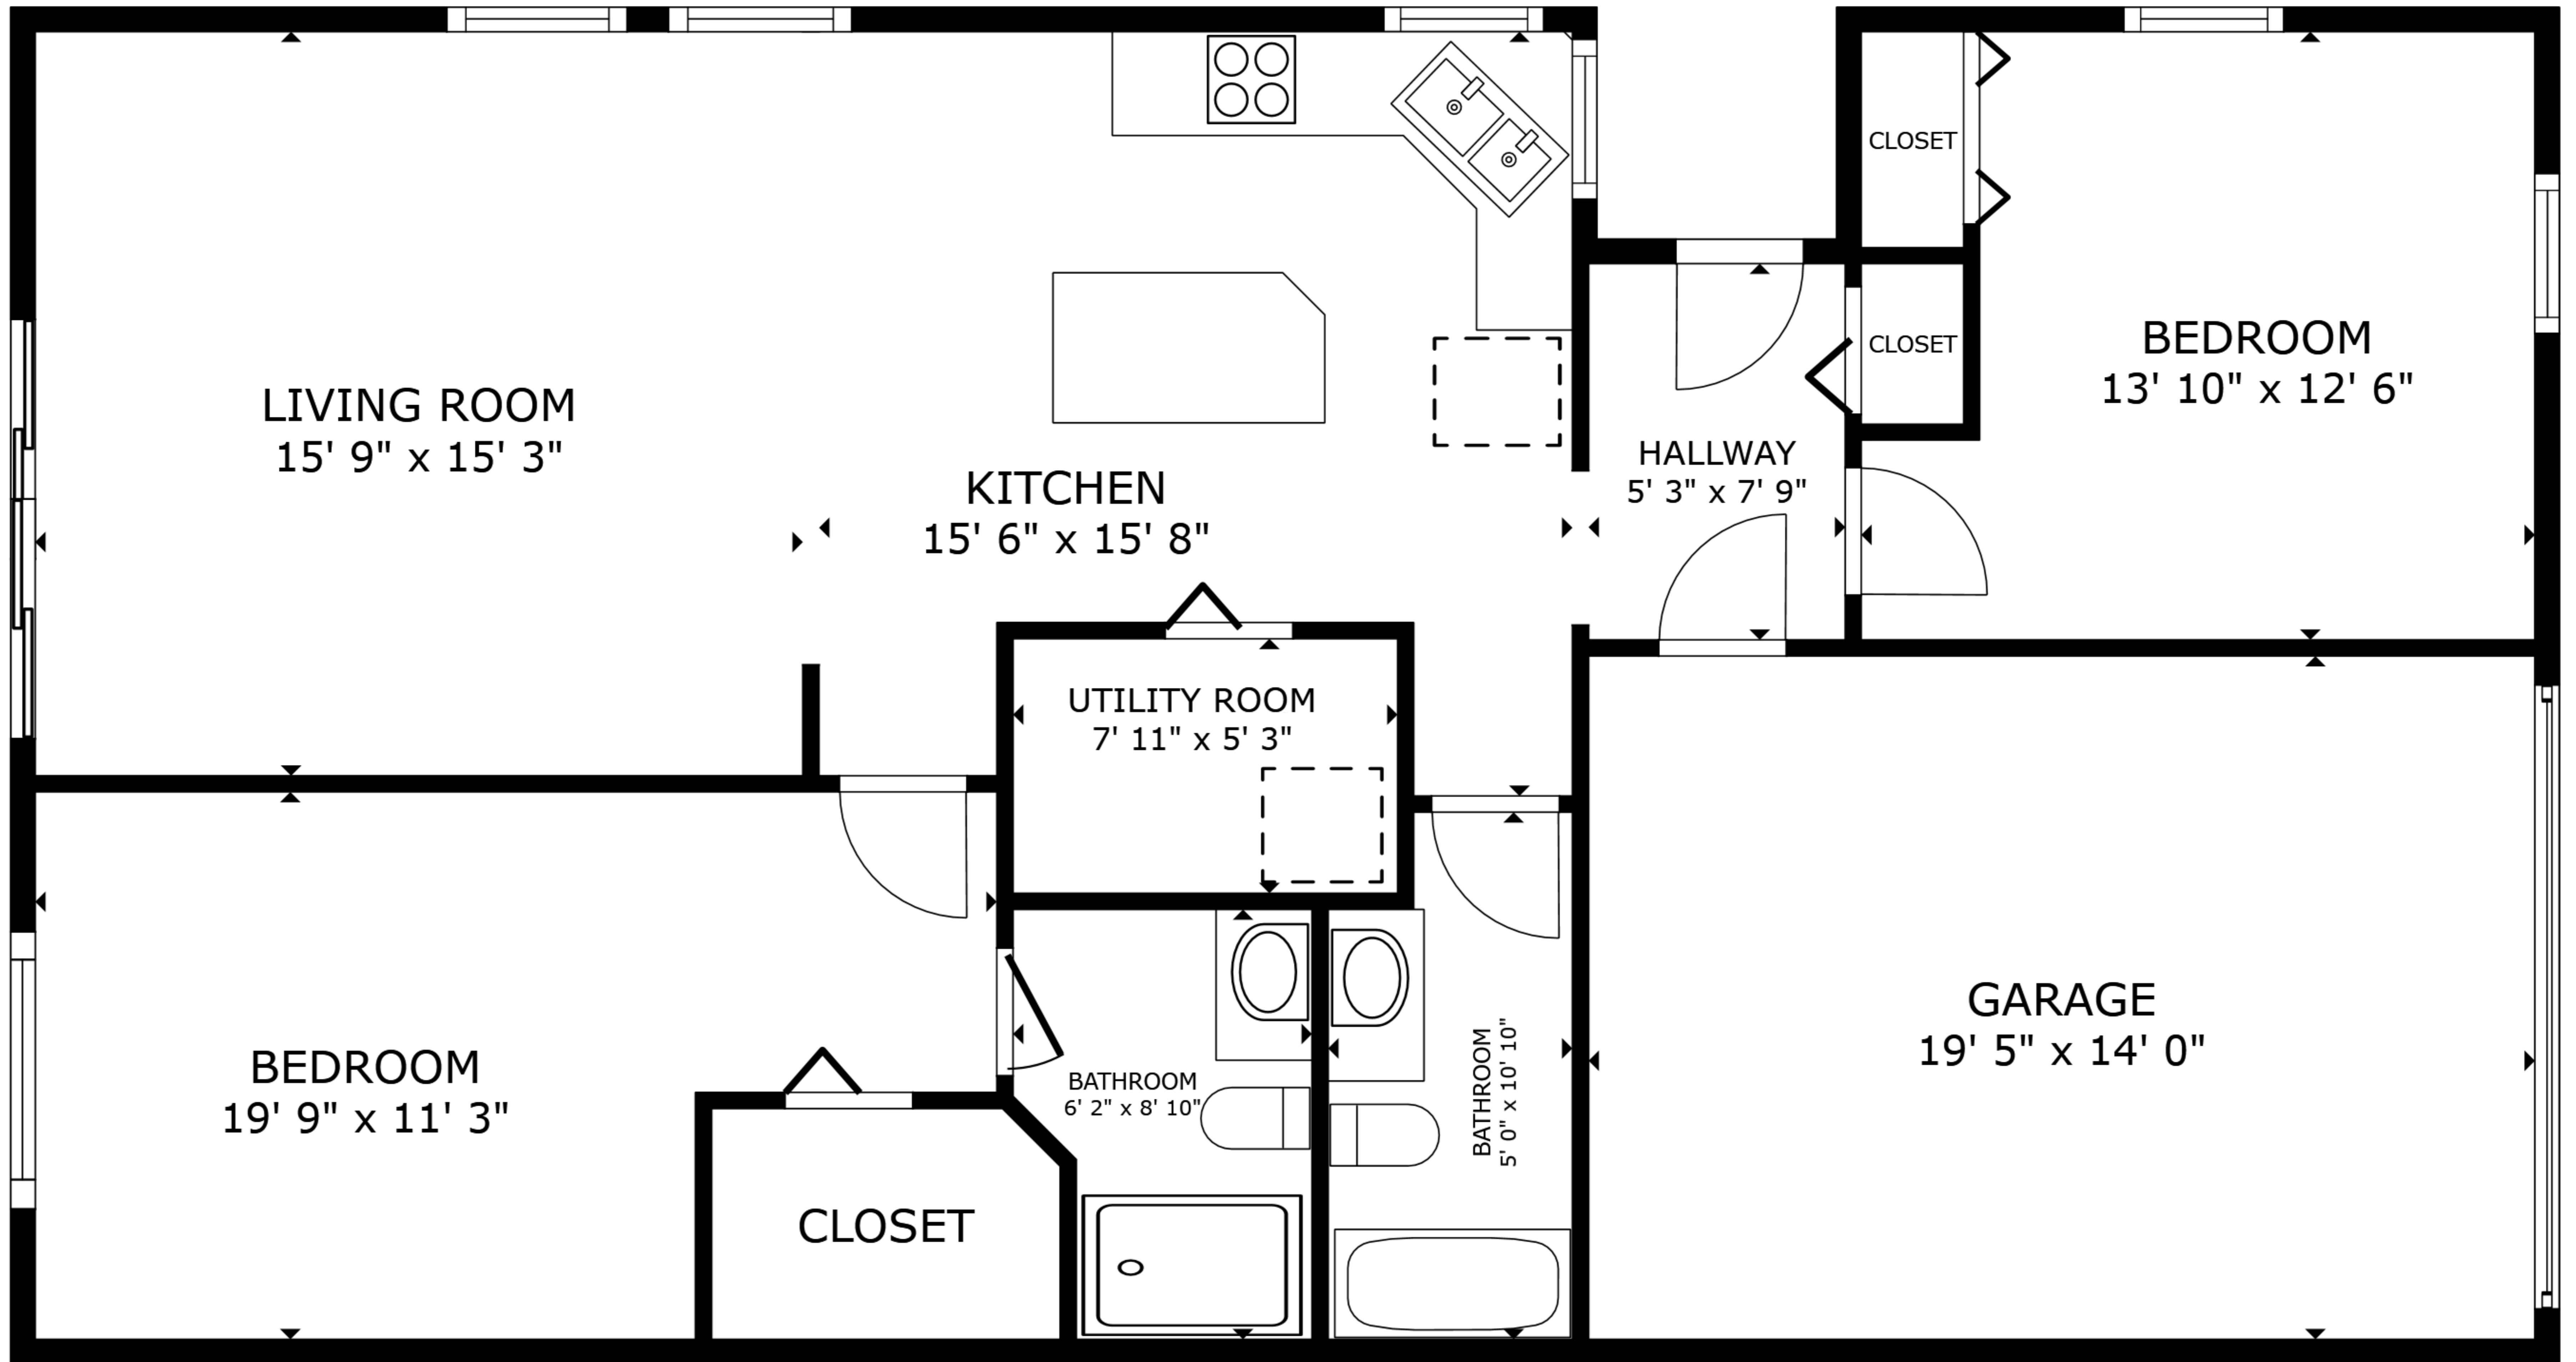 CLOSET
CLOSET
BEDROOM
13' 10" x 12' 6"
LIVING ROOM
15' 9" x 15' 3"
KITCHEN
15' 6" x 15' 8"
HALLWAY
5' 3" x 7' 9"
UTILITY ROOM
7' 11" x 5' 3"
BEDROOM
19' 9" x 11' 3"
CLOSET
BATHROOM
6' 2" x 8' 10"
BATHROOM
5' 0" x 10' 10"
GARAGE
19' 5" x 14' 0"